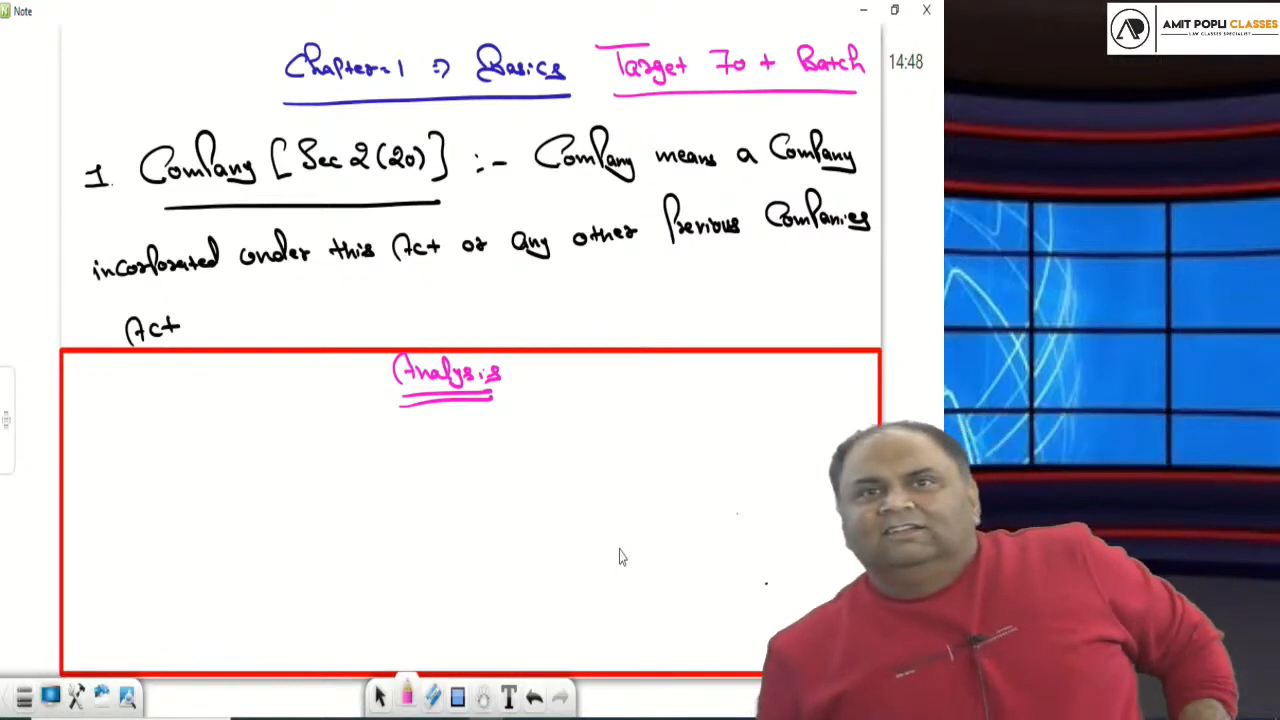 Note
AMIT POPLI CLASSES
LAW CLASSES SPECIALIST
AP
14:48
Chapter-1 ⇒ Basics Target 70 + Batch
1. Company [Sec 2(20)] :- Company means a Company
incorporated under this Act or any other Previous Companies
Act
Analysis